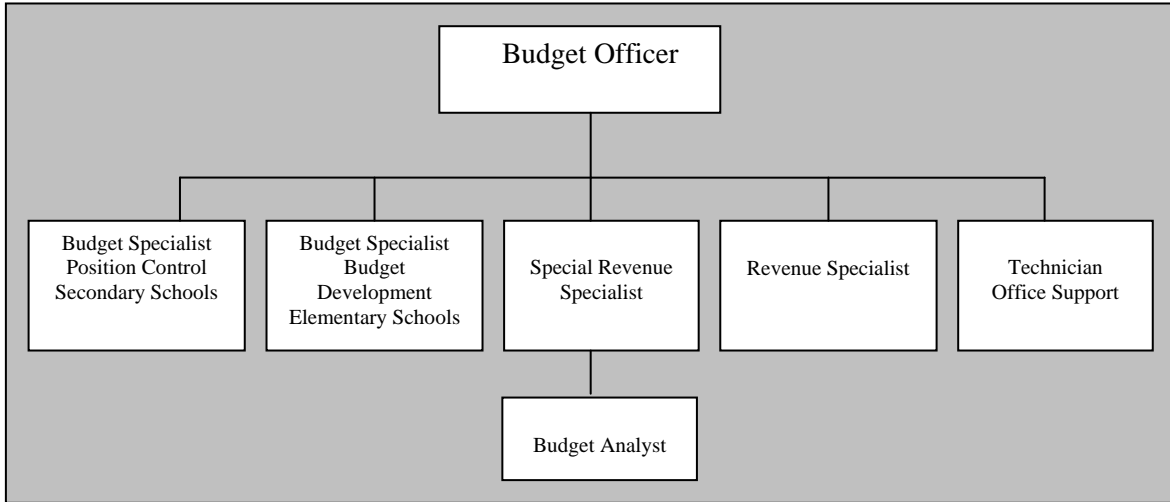 Budget Officer
Budget Specialist
Position Control
Secondary Schools
Budget Specialist
Budget
Development
Elementary Schools
Special Revenue
Specialist
Revenue Specialist
Technician
Office Support
Budget Analyst